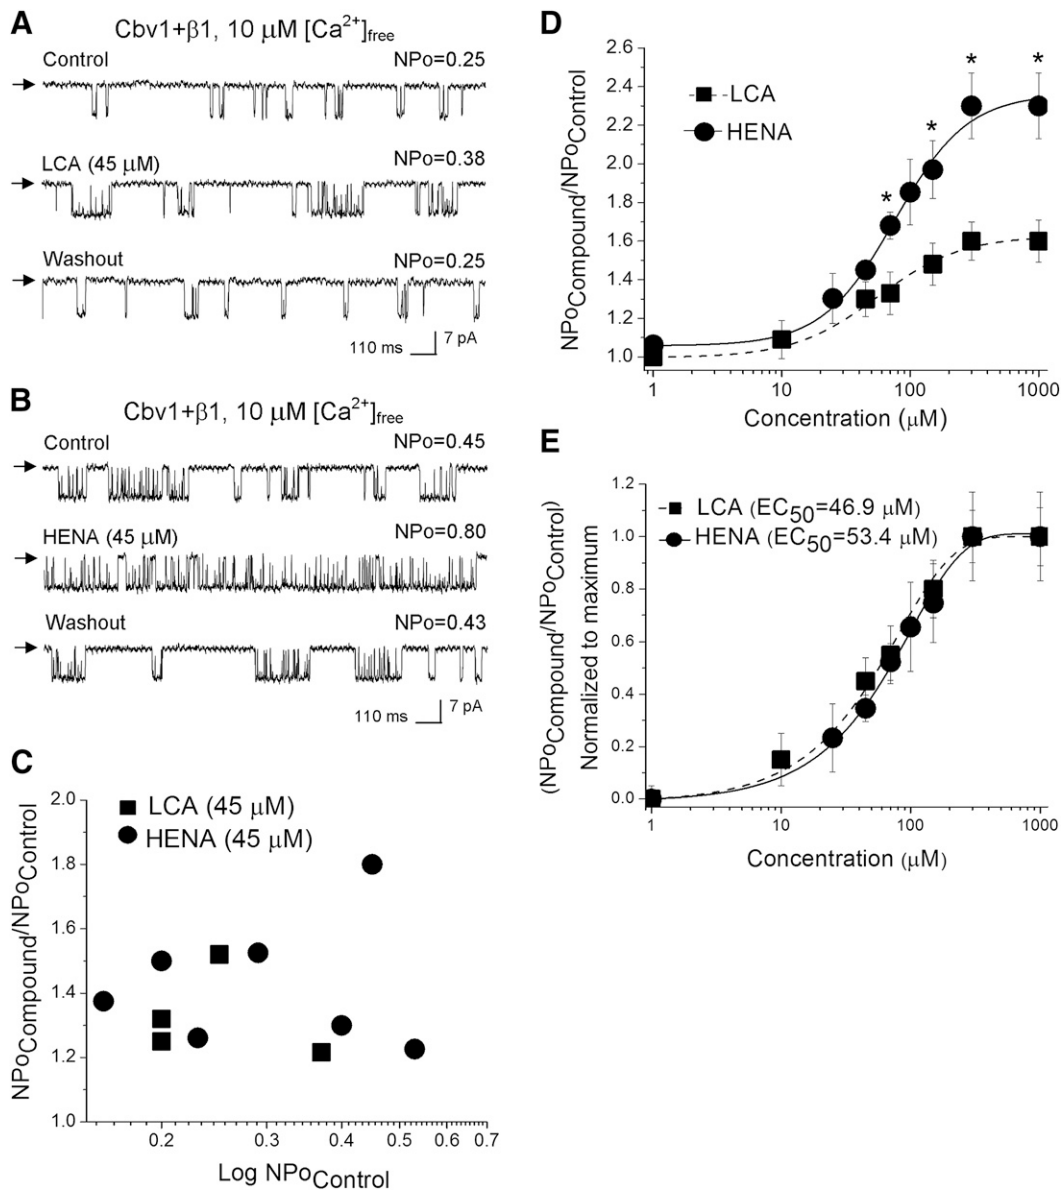 A
Cbv1+β1, 10 μM [Ca²⁺]free
Control NPo=0.25
LCA (45 μM) NPo=0.38
Washout NPo=0.25
110 ms 7 pA
B
Cbv1+β1, 10 μM [Ca²⁺]free
Control NPo=0.45
HENA (45 μM) NPo=0.80
Washout NPo=0.43
110 ms 7 pA
C
NPoCompound/NPoControl
2.0
1.8
1.6
1.4
1.2
1.0
LCA (45 μM)
HENA (45 μM)
0.2 0.3 0.4 0.5 0.6 0.7
Log NPoControl
D
NPoCompound/NPoControl
2.6
2.4
2.2
2.0
1.8
1.6
1.4
1.2
1.0
LCA
HENA
* * * *
1 10 100 1000
Concentration (μM)
E
(NPoCompound/NPoControl)
Normalized to maximum
1.2
1.0
0.8
0.6
0.4
0.2
0.0
LCA (EC50=46.9 μM)
HENA (EC50=53.4 μM)
1 10 100 1000
Concentration (μM)